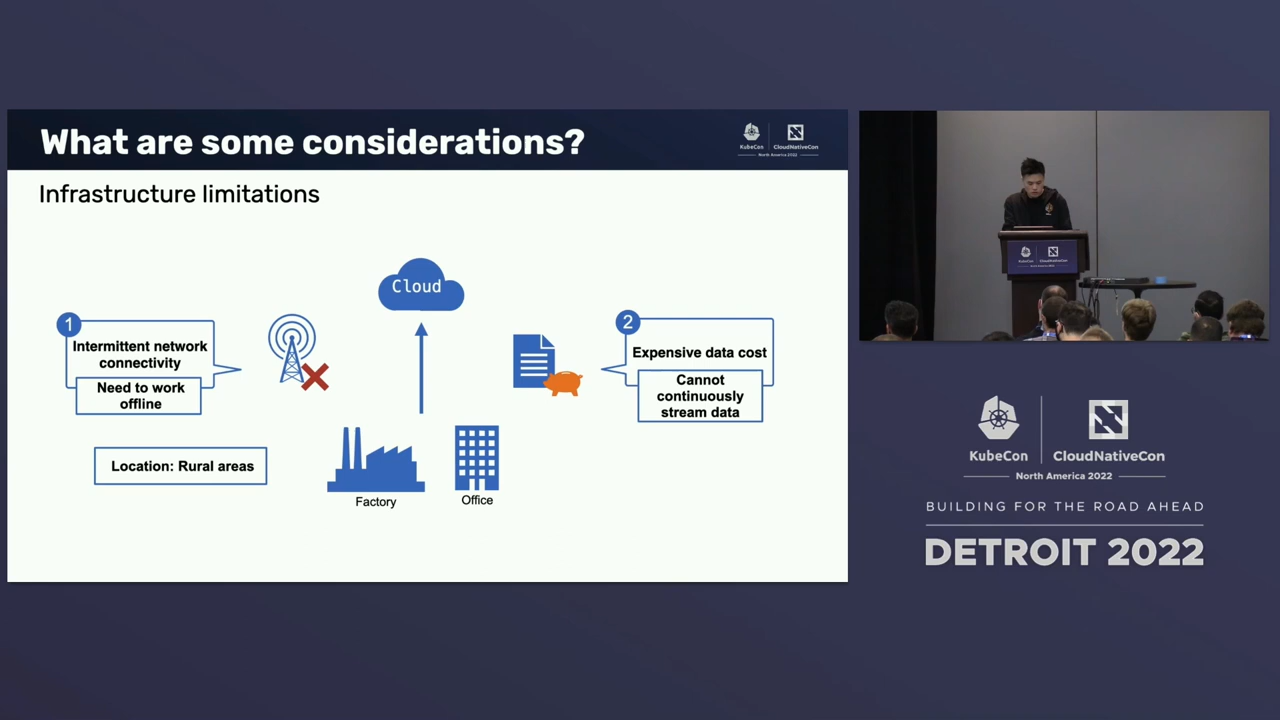 What are some considerations?
KubeCon
CloudNativeCon
North America 2022
Infrastructure limitations
Cloud
1
Intermittent network
connectivity
Need to work
offline
2
Expensive data cost
Cannot
continuously
stream data
Location: Rural areas
Factory
Office
KubeCon
CloudNativeCon
KubeCon
CloudNativeCon
North America 2022
BUILDING FOR THE ROAD AHEAD
DETROIT 2022